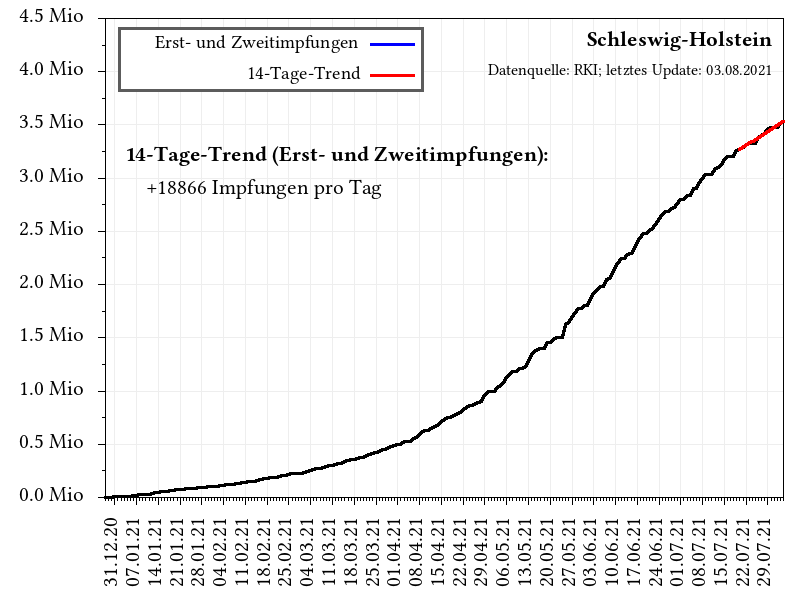 4.5 Mio
4.0 Mio
3.5 Mio
3.0 Mio
2.5 Mio
2.0 Mio
1.5 Mio
1.0 Mio
0.5 Mio
0.0 Mio
Erst- und Zweitimpfungen
14-Tage-Trend
Schleswig-Holstein
Datenquelle: RKI; letztes Update: 03.08.2021
14-Tage-Trend (Erst- und Zweitimpfungen):
+18866 Impfungen pro Tag
31.12.20
07.01.21
14.01.21
21.01.21
28.01.21
04.02.21
11.02.21
18.02.21
25.02.21
04.03.21
11.03.21
18.03.21
25.03.21
01.04.21
08.04.21
15.04.21
22.04.21
29.04.21
06.05.21
13.05.21
20.05.21
27.05.21
03.06.21
10.06.21
17.06.21
24.06.21
01.07.21
08.07.21
15.07.21
22.07.21
29.07.21